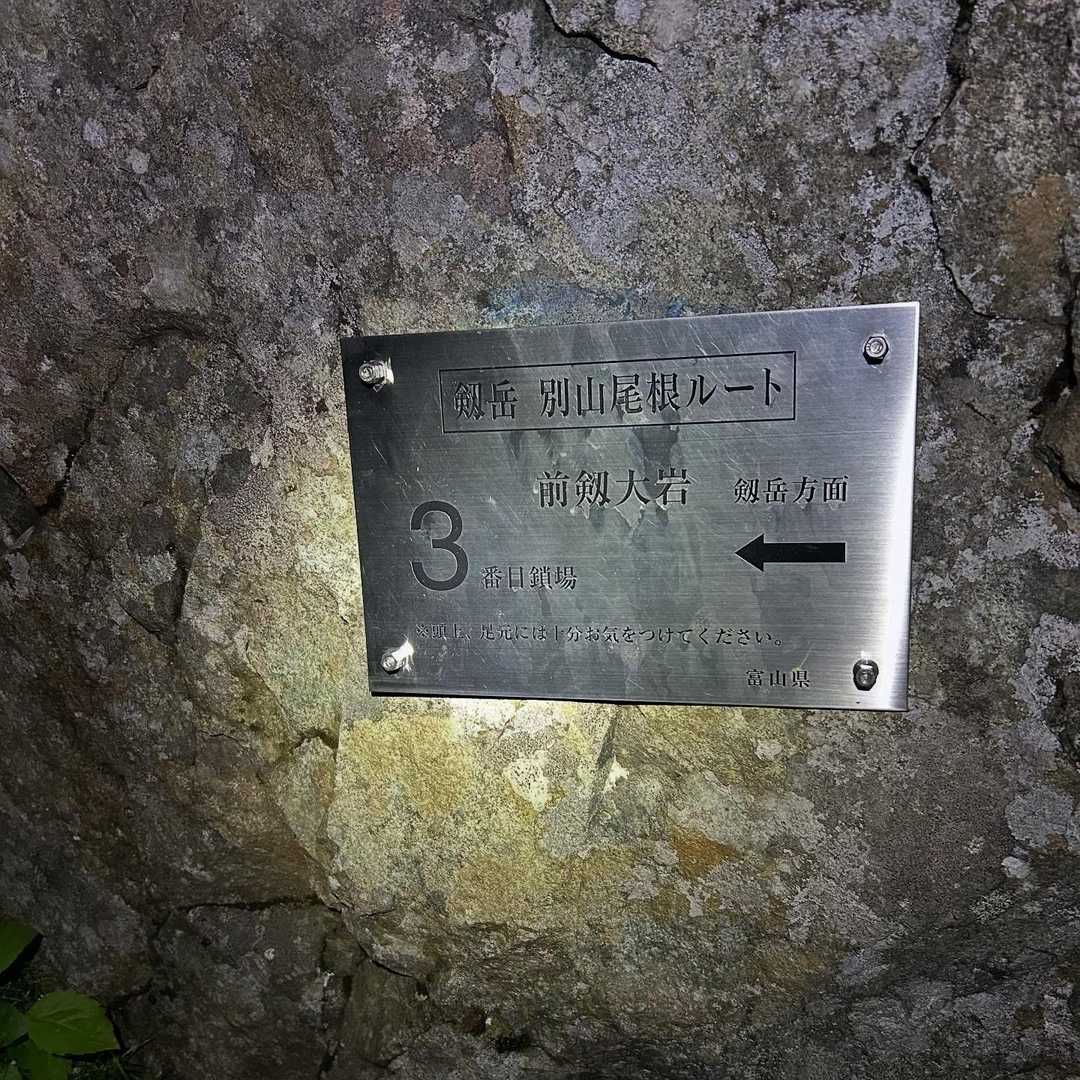 剱岳 別山尾根ルート
前剱大岩 剱岳方面
3番目鎖場
※頭上、足元には十分お気をつけてください。
富山県